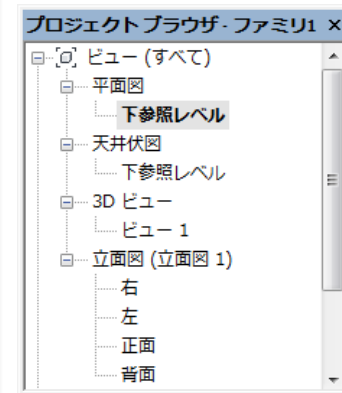 プロジェクト ブラウザ - ファミリ1
ビュー (すべて)
平面図
下参照レベル
天井伏図
下参照レベル
3D ビュー
ビュー 1
立面図 (立面図 1)
右
左
正面
背面